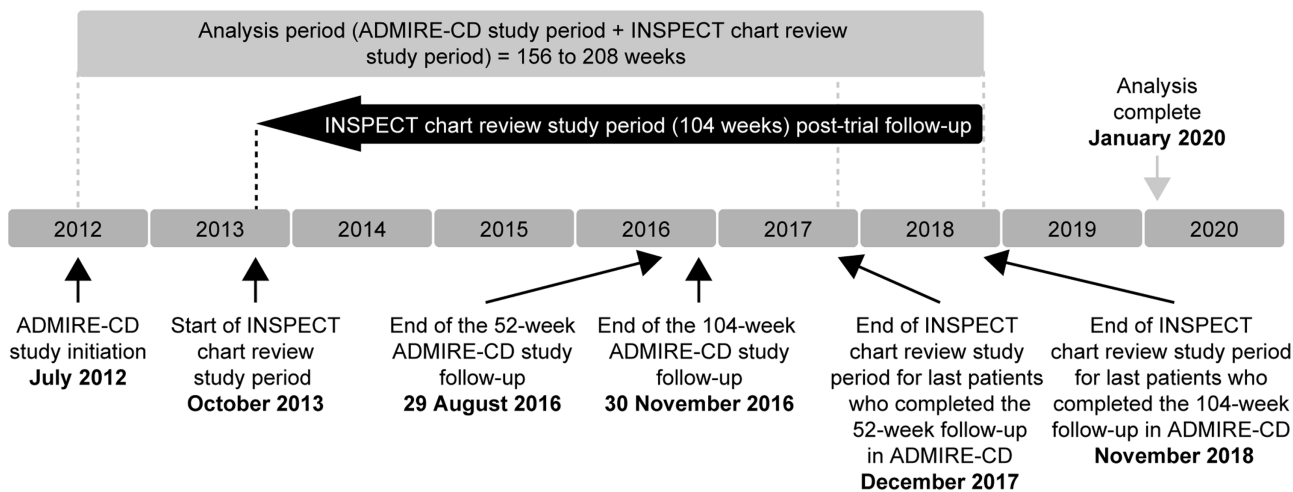 Analysis period (ADMIRE-CD study period + INSPECT chart review
study period) = 156 to 208 weeks
Analysis
complete
January 2020
INSPECT chart review study period (104 weeks) post-trial follow-up
2012
2013
2014
2015
2016
2017
2018
2019
2020
ADMIRE-CD
study initiation
July 2012
Start of INSPECT
chart review
study period
October 2013
End of the 52-week
ADMIRE-CD study
follow-up
29 August 2016
End of the 104-week
ADMIRE-CD study
follow-up
30 November 2016
End of INSPECT
chart review study
period for last patients
who completed the
52-week follow-up
in ADMIRE-CD
December 2017
End of INSPECT
chart review study period
for last patients who
completed the 104-week
follow-up in ADMIRE-CD
November 2018